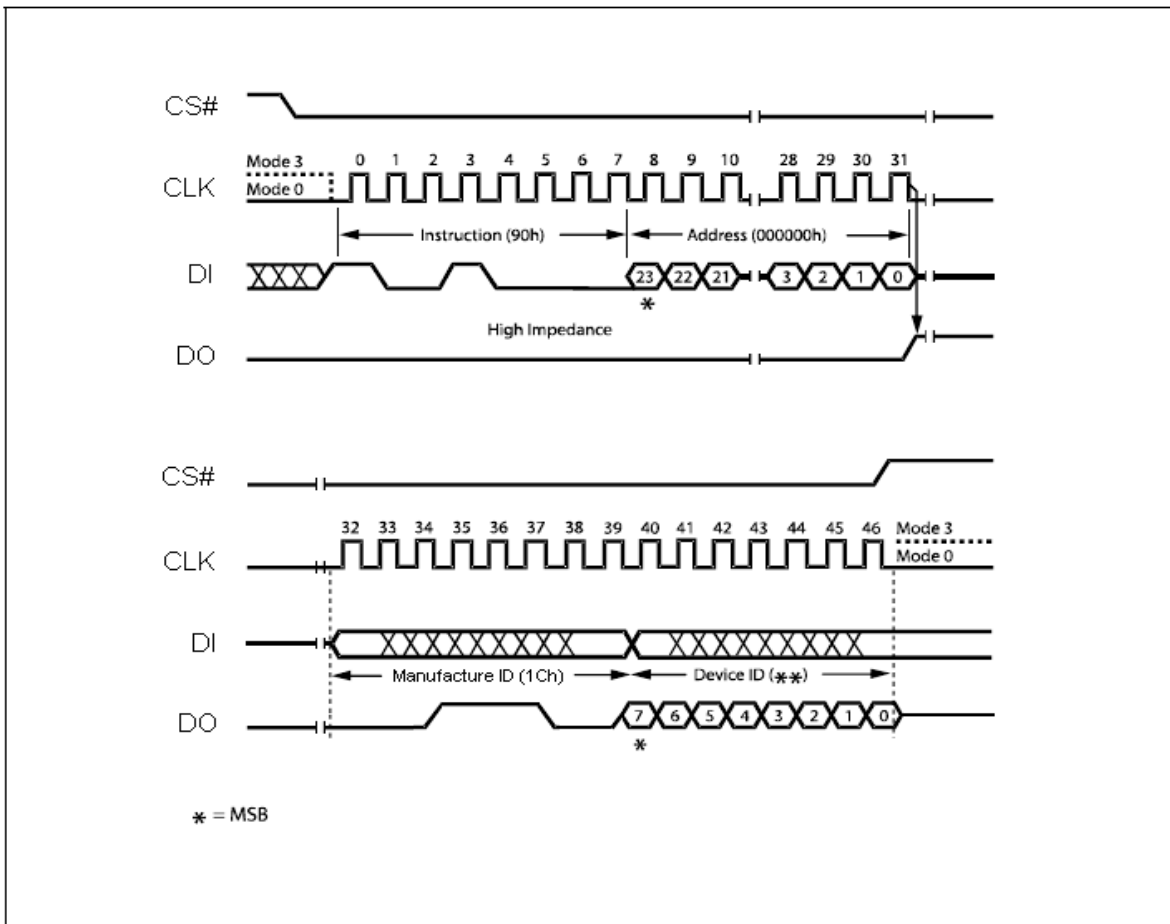 CS#
Mode 3 0 1 2 3 4 5 6 7 8 9 10 28 29 30 31
CLK Mode 0
Instruction (90h) Address (000000h)
DI 23 22 21 3 2 1 0
*
High Impedance
DO
CS#
32 33 34 35 36 37 38 39 40 41 42 43 44 45 46 Mode 3
CLK Mode 0
DI
Manufacture ID (1Ch) Device ID (**)
DO 7 6 5 4 3 2 1 0
*
* = MSB